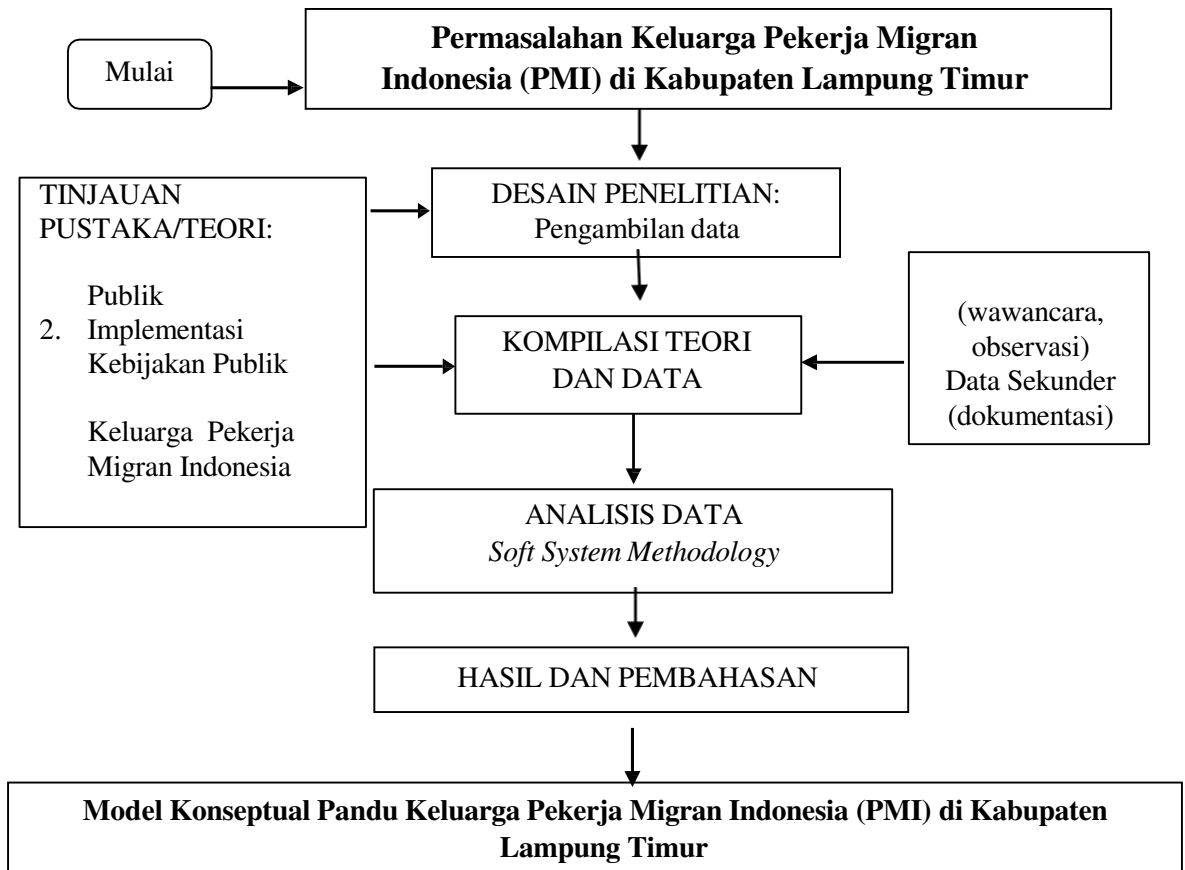 Mulai
Permasalahan Keluarga Pekerja Migran
Indonesia (PMI) di Kabupaten Lampung Timur
TINJAUAN
PUSTAKA/TEORI:
Publik
2. Implementasi
Kebijakan Publik
Keluarga Pekerja
Migran Indonesia
DESAIN PENELITIAN:
Pengambilan data
KOMPILASI TEORI
DAN DATA
(wawancara,
observasi)
Data Sekunder
(dokumentasi)
ANALISIS DATA
Soft System Methodology
HASIL DAN PEMBAHASAN
Model Konseptual Pandu Keluarga Pekerja Migran Indonesia (PMI) di Kabupaten
Lampung Timur